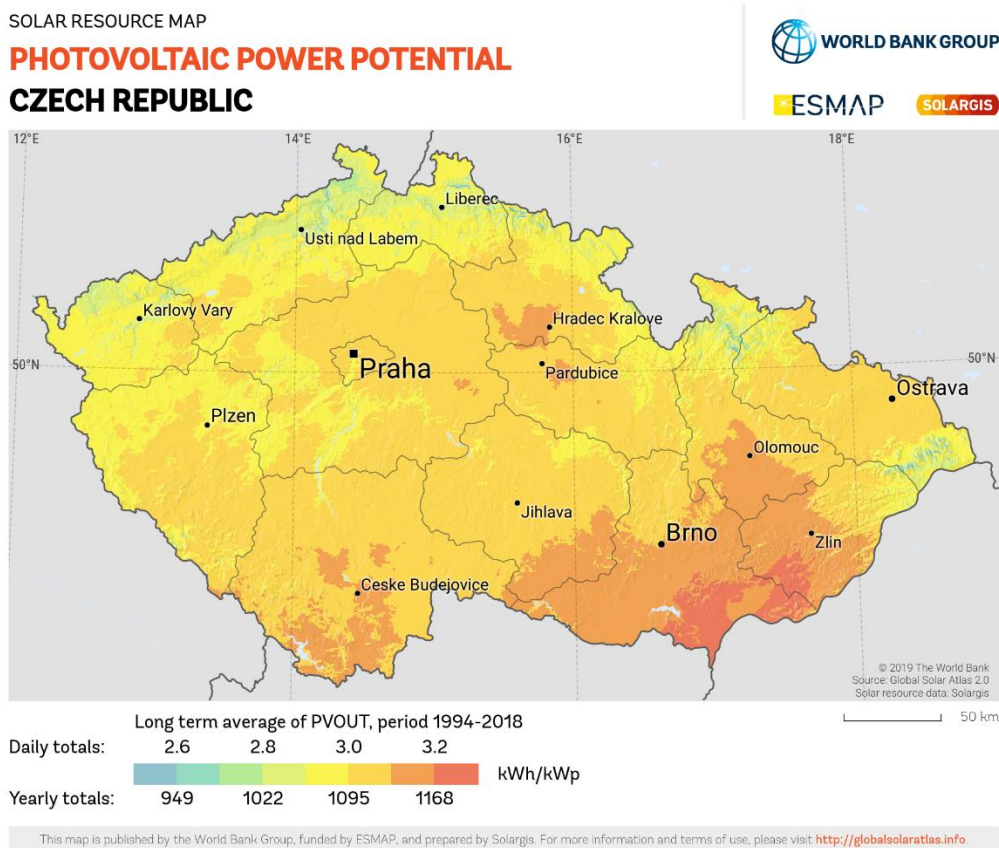 SOLAR RESOURCE MAP
PHOTOVOLTAIC POWER POTENTIAL
CZECH REPUBLIC
WORLD BANK GROUP
ESMAP
SOLARGIS
12°E 14°E 16°E 18°E
Liberec
Usti nad Labem
Karlovy Vary
Hradec Kralove
50°N 50°N
Praha
Pardubice
Ostrava
Plzen
Olomouc
Jihlava
Brno
Zlin
Ceske Budejovice
© 2019 The World Bank
Source: Global Solar Atlas 2.0
Solar resource data: Solargis
Long term average of PVOUT, period 1994-2018
50 km
Daily totals: 2.6 2.8 3.0 3.2
kWh/kWp
Yearly totals: 949 1022 1095 1168
This map is published by the World Bank Group, funded by ESMAP, and prepared by Solargis. For more information and terms of use, please visit http://globalsolaratlas.info.